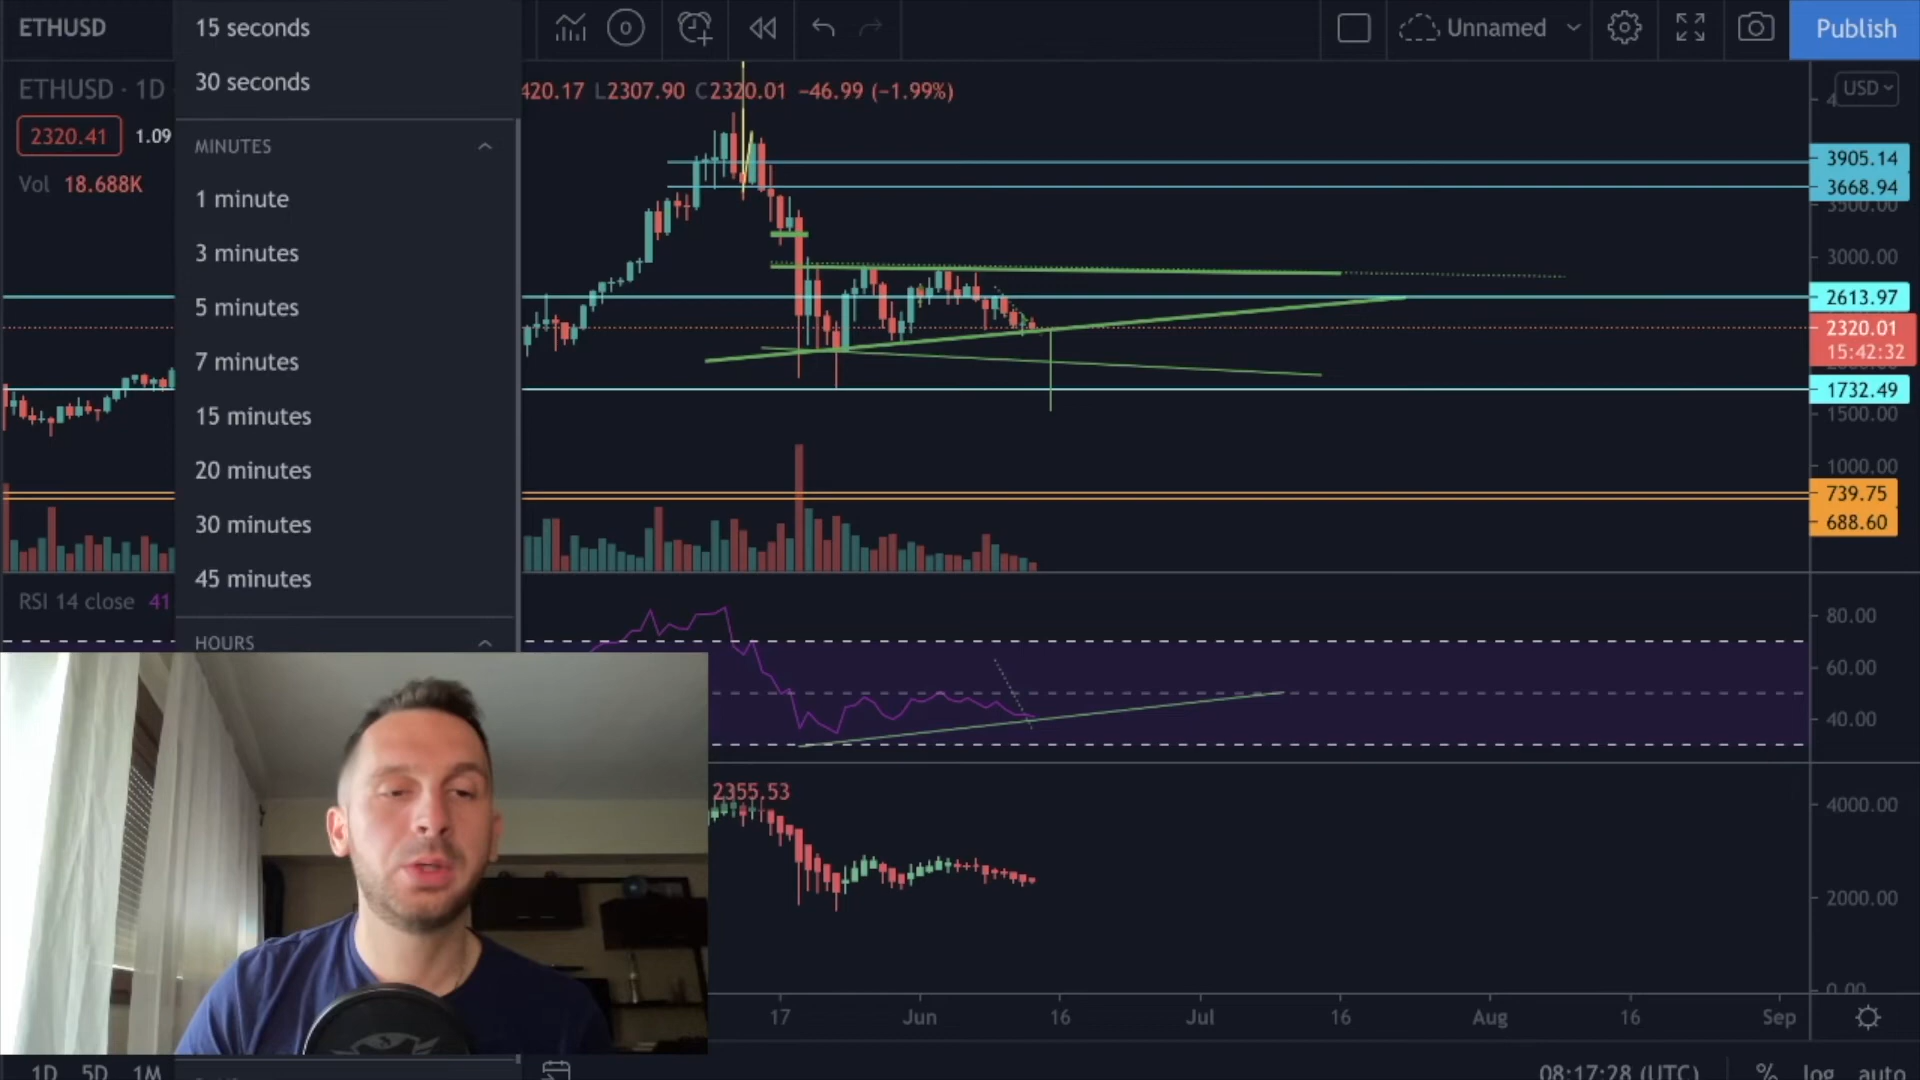 ETHUSD
15 seconds
Unnamed
Publish
30 seconds
ETHUSD · 1D
420.17 L2307.90 C2320.01 −46.99 (−1.99%)
USD
2320.41
1.09
MINUTES
Vol 18.688K
1 minute
3 minutes
5 minutes
7 minutes
15 minutes
20 minutes
30 minutes
45 minutes
HOURS
3905.14
3668.94
3500.00
3000.00
2613.97
2320.01
15:42:32
1732.49
1500.00
1000.00
739.75
688.60
RSI 14 close 41
80.00
60.00
40.00
2355.53
4000.00
2000.00
0.00
17 Jun 16 Jul 16 Aug 16 Sep
1D 5D 1M
08:17:28 (UTC) % log auto